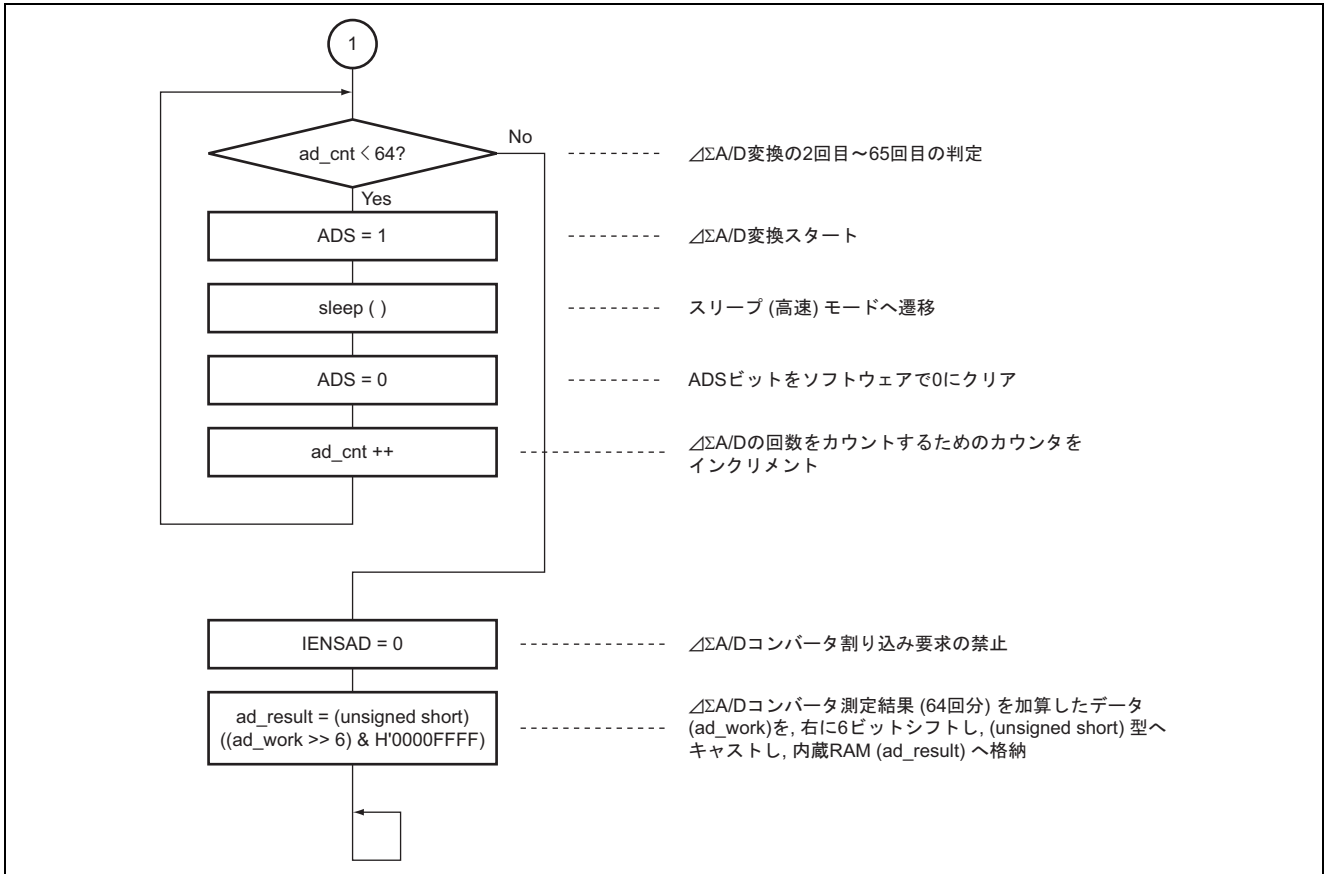 1
ad_cnt < 64?
No
⊿ΣA/D変換の2回目～65回目の判定
Yes
ADS = 1
⊿ΣA/D変換スタート
sleep ( )
スリープ (高速) モードへ遷移
ADS = 0
ADSビットをソフトウェアで0にクリア
ad_cnt ++
⊿ΣA/Dの回数をカウントするためのカウンタを
インクリメント
IENSAD = 0
⊿ΣA/Dコンバータ割り込み要求の禁止
ad_result = (unsigned short)
((ad_work >> 6) & H'0000FFFF)
⊿ΣA/Dコンバータ測定結果 (64回分) を加算したデータ
(ad_work)を, 右に6ビットシフトし, (unsigned short) 型へ
キャストし, 内蔵RAM (ad_result) へ格納